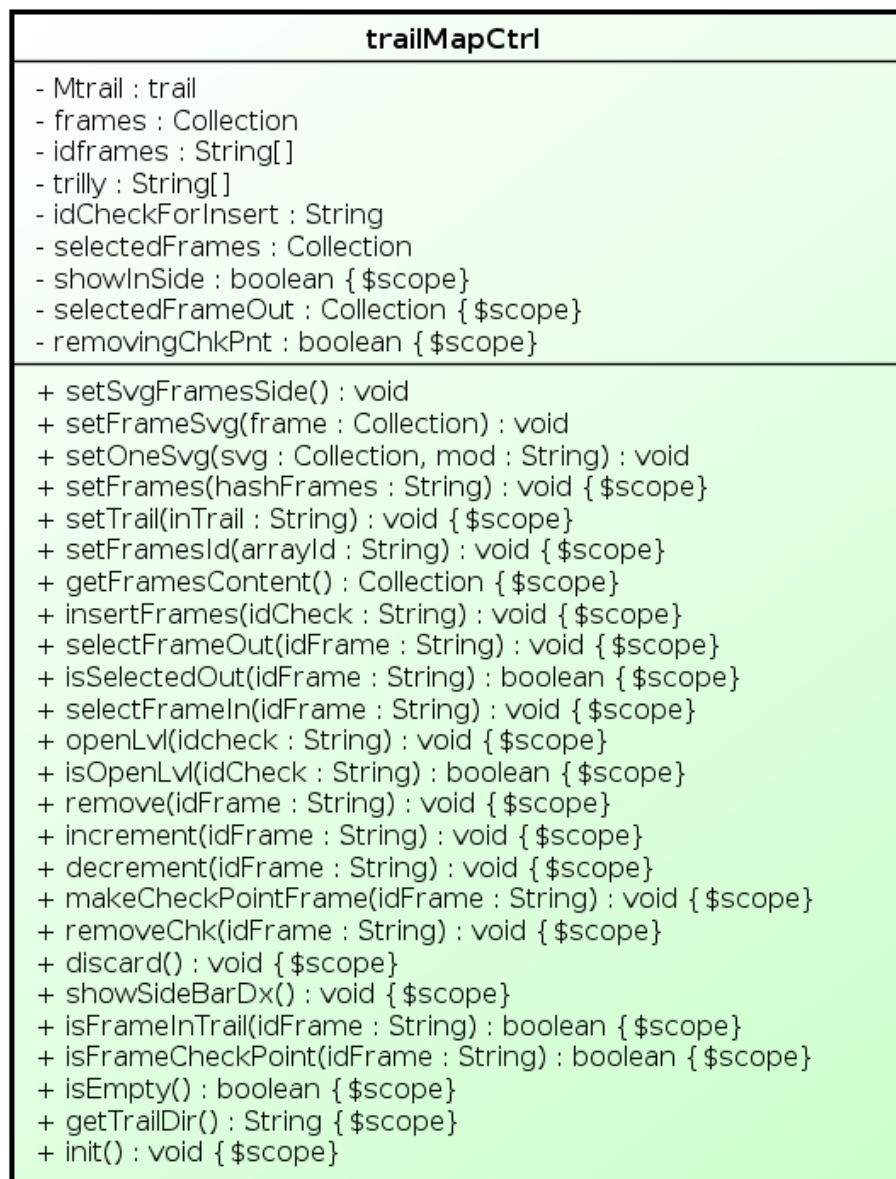 trailMapCtrl
- Mtrail : trail
- frames : Collection
- idframes : String[]
- trilly : String[]
- idCheckForInsert : String
- selectedFrames : Collection
- showInSide : boolean {$scope}
- selectedFrameOut : Collection {$scope}
- removingChkPnt : boolean {$scope}
+ setSvgFramesSide() : void
+ setFrameSvg(frame : Collection) : void
+ setOneSvg(svg : Collection, mod : String) : void
+ setFrames(hashFrames : String) : void {$scope}
+ setTrail(inTrail : String) : void {$scope}
+ setFramesId(arrayId : String) : void {$scope}
+ getFramesContent() : Collection {$scope}
+ insertFrames(idCheck : String) : void {$scope}
+ selectFrameOut(idFrame : String) : void {$scope}
+ isSelectedOut(idFrame : String) : boolean {$scope}
+ selectFrameIn(idFrame : String) : void {$scope}
+ openLvl(idcheck : String) : void {$scope}
+ isOpenLvl(idCheck : String) : boolean {$scope}
+ remove(idFrame : String) : void {$scope}
+ increment(idFrame : String) : void {$scope}
+ decrement(idFrame : String) : void {$scope}
+ makeCheckPointFrame(idFrame : String) : void {$scope}
+ removeChk(idFrame : String) : void {$scope}
+ discard() : void {$scope}
+ showSideBarDx() : void {$scope}
+ isFrameInTrail(idFrame : String) : boolean {$scope}
+ isFrameCheckPoint(idFrame : String) : boolean {$scope}
+ isEmpty() : boolean {$scope}
+ getTrailDir() : String {$scope}
+ init() : void {$scope}